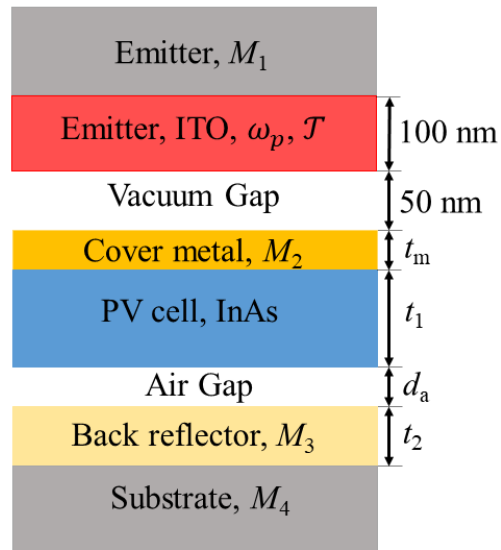 Emitter, M₁
Emitter, ITO, ωₚ, 𝒯
100 nm
Vacuum Gap
50 nm
Cover metal, M₂
tₘ
PV cell, InAs
t₁
Air Gap
dₐ
Back reflector, M₃
t₂
Substrate, M₄